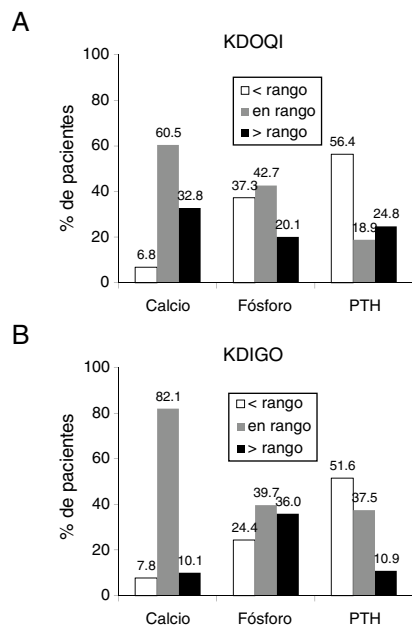 A
KDOQI
100
80
60
40
20
0
% de pacientes
< rango
en rango
> rango
6.8
60.5
32.8
37.3
42.7
20.1
56.4
18.9
24.8
Calcio Fósforo PTH
B
KDIGO
100
80
60
40
20
0
% de pacientes
< rango
en rango
> rango
7.8
82.1
10.1
24.4
39.7
36.0
51.6
37.5
10.9
Calcio Fósforo PTH